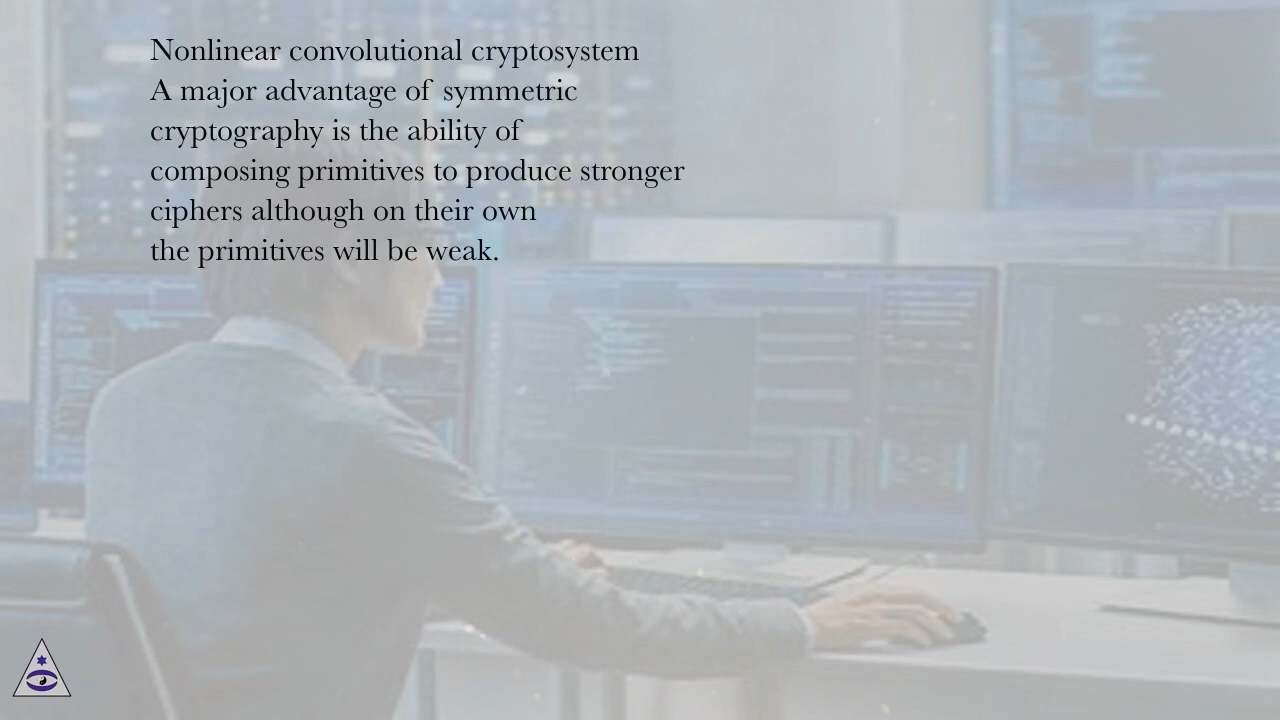 Nonlinear convolutional cryptosystem
A major advantage of symmetric
cryptography is the ability of
composing primitives to produce stronger
ciphers although on their own
the primitives will be weak.